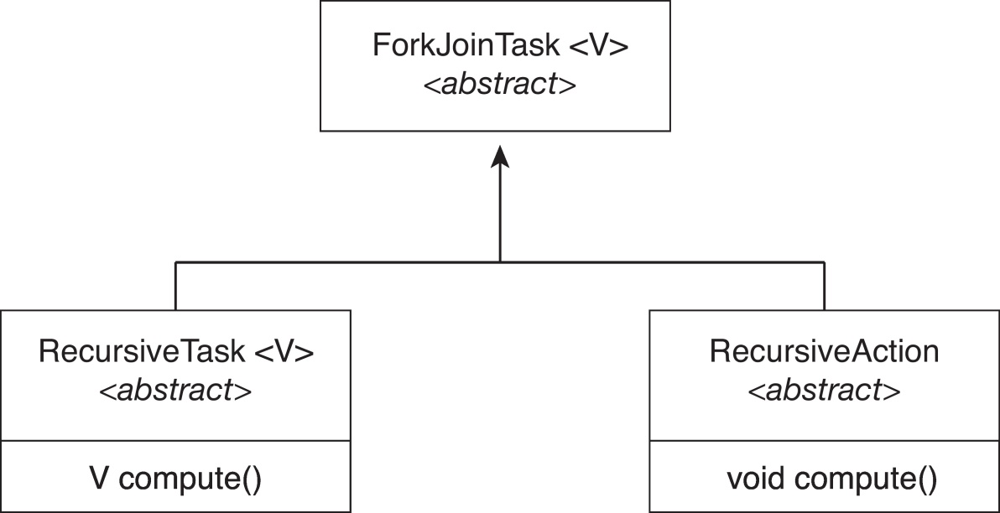 ForkJoinTask <V>
<abstract>
RecursiveTask <V>
<abstract>
V compute()
RecursiveAction
<abstract>
void compute()